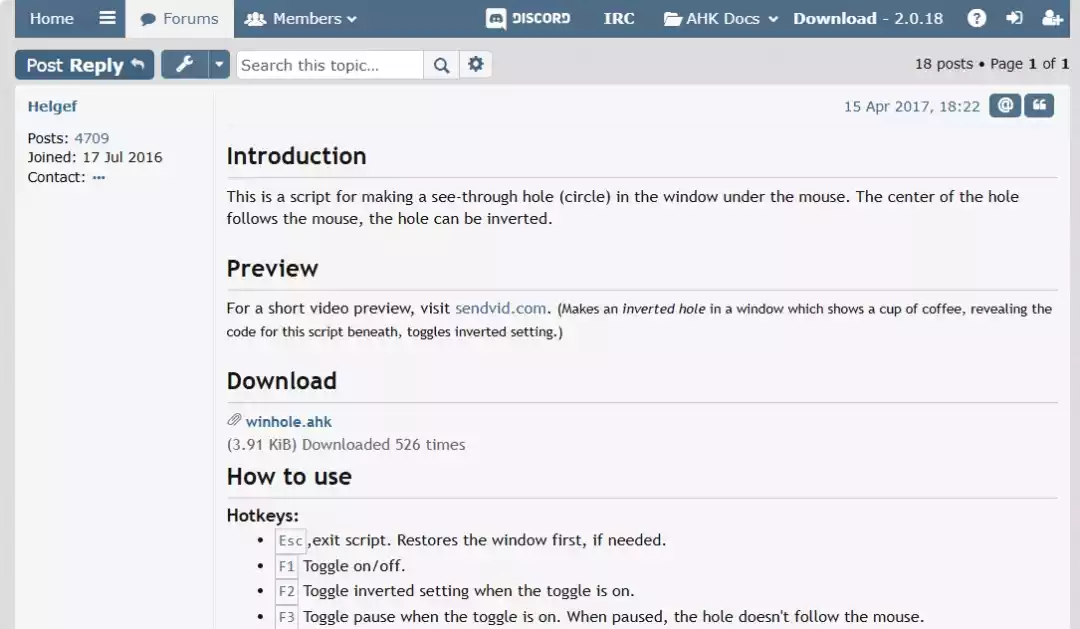 Home Forums Members DISCORD IRC AHK Docs Download - 2.0.18 ?
Post Reply Search this topic... 18 posts • Page 1 of 1
Helgef 15 Apr 2017, 18:22 @ “
Posts: 4709
Joined: 17 Jul 2016
Contact: •••
Introduction
This is a script for making a see-through hole (circle) in the window under the mouse. The center of the hole
follows the mouse, the hole can be inverted.
Preview
For a short video preview, visit sendvid.com. (Makes an inverted hole in a window which shows a cup of coffee, revealing the
code for this script beneath, toggles inverted setting.)
Download
winhole.ahk
(3.91 KiB) Downloaded 526 times
How to use
Hotkeys:
• Esc ,exit script. Restores the window first, if needed.
• F1 Toggle on/off.
• F2 Toggle inverted setting when the toggle is on.
• F3 Toggle pause when the toggle is on. When paused, the hole doesn't follow the mouse.